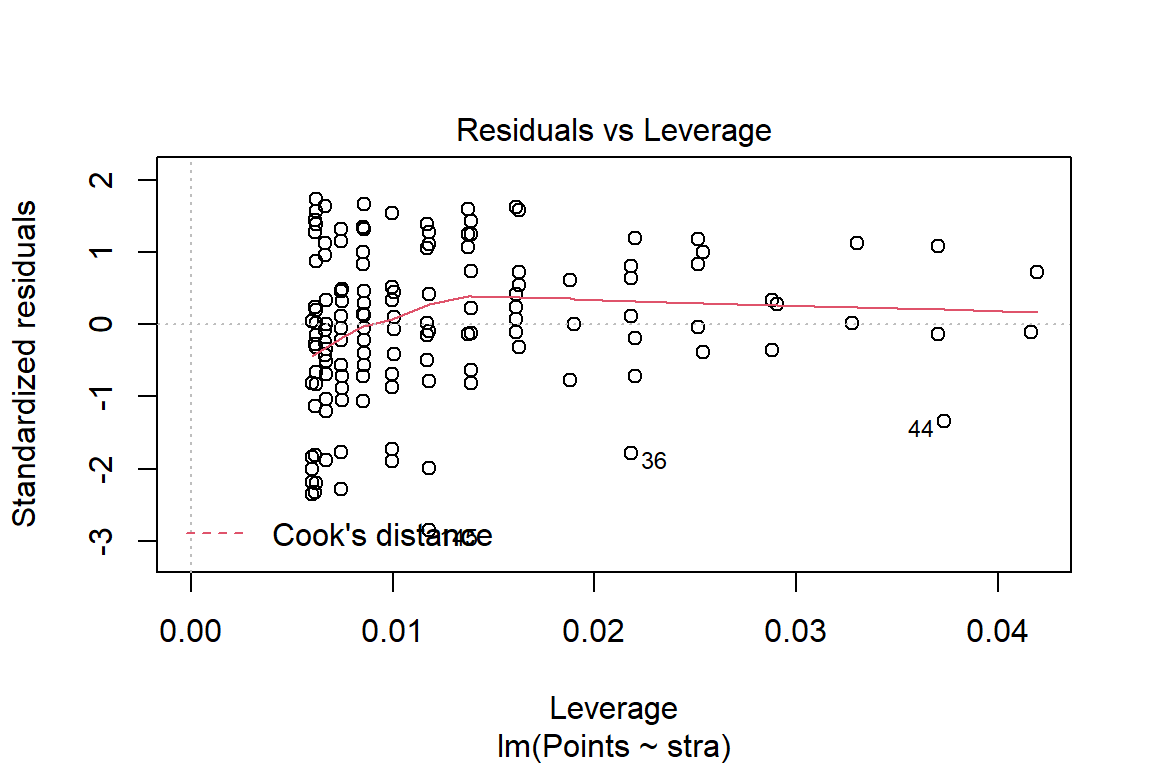 Residuals vs Leverage
Standardized residuals
2
1
0
-1
-2
-3
44
36
145
Cook's distance
0.00 0.01 0.02 0.03 0.04
Leverage
lm(Points ~ stra)